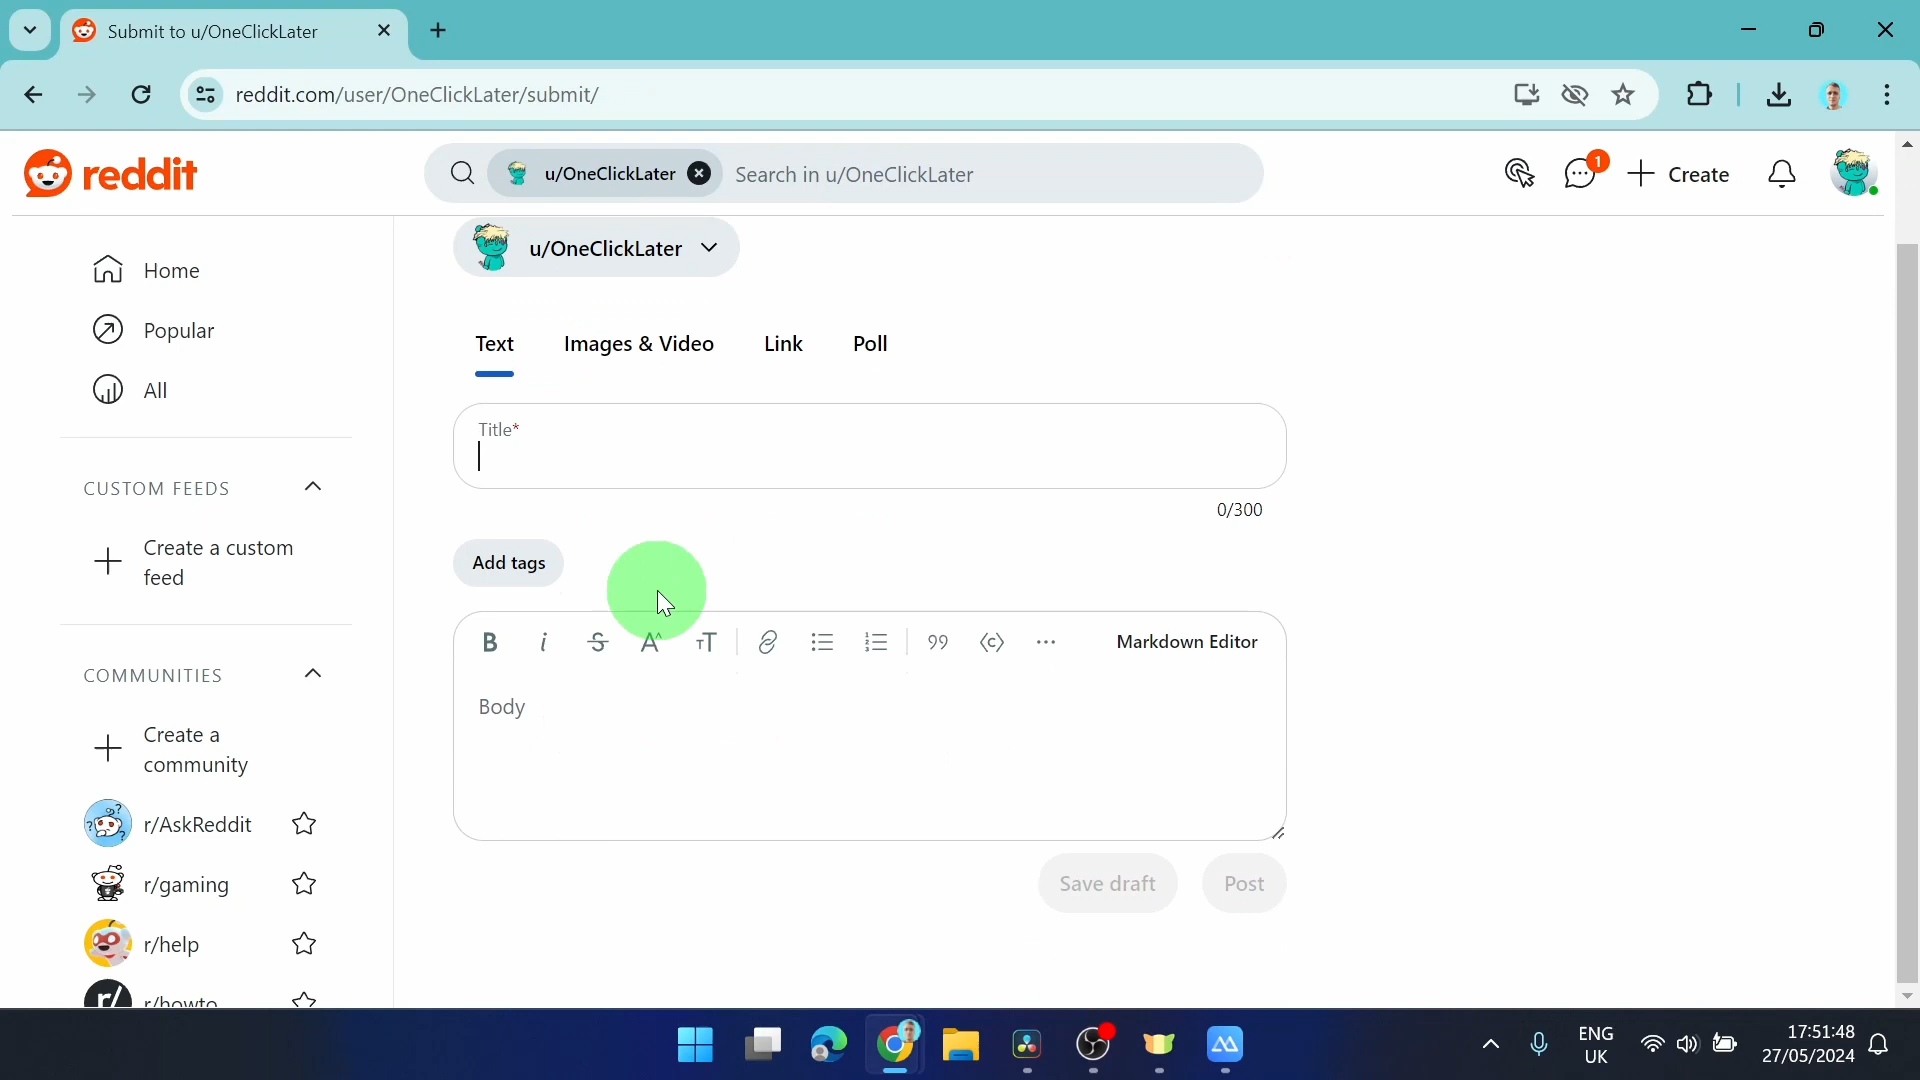 Submit to u/OneClickLater
reddit.com/user/OneClickLater/submit/
reddit
u/OneClickLater
Search in u/OneClickLater
1
Create
u/OneClickLater
Home
Popular
All
CUSTOM FEEDS
Create a custom
feed
COMMUNITIES
Create a
community
r/AskReddit
r/gaming
r/help
r/howto
Text
Images & Video
Link
Poll
Title*
0/300
Add tags
Markdown Editor
Body
Save draft
Post
ENG
UK
17:51:48
27/05/2024